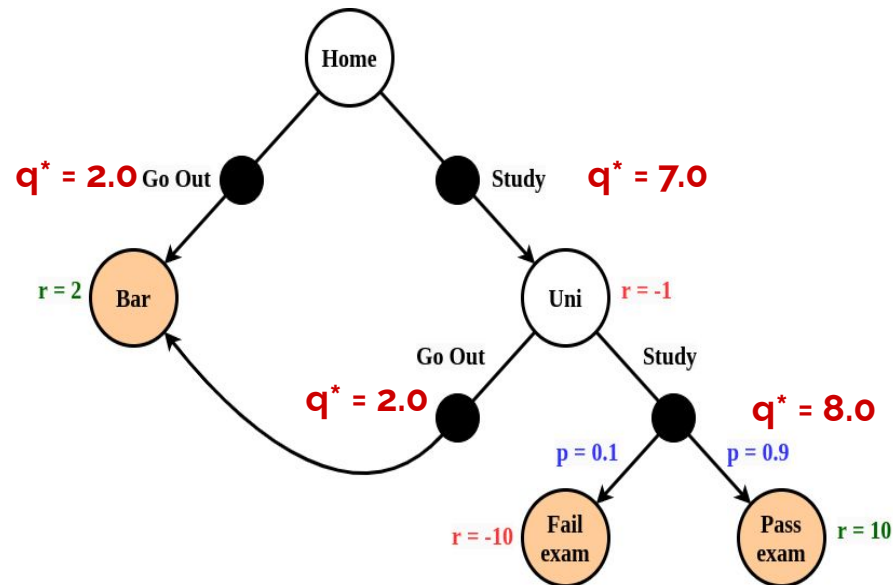 Home
q* = 2.0 Go Out
Study q* = 7.0
r = 2 Bar
Uni r = -1
Go Out
Study
q* = 2.0
q* = 8.0
p = 0.1
p = 0.9
r = -10
Fail
exam
Pass
exam
r = 10